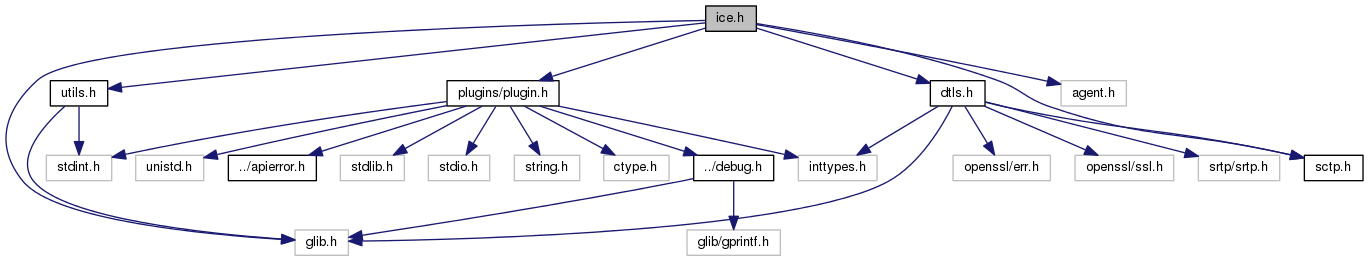 ice.h
utils.h
plugins/plugin.h
dtls.h
agent.h
stdint.h
unistd.h
../apierror.h
stdlib.h
stdio.h
string.h
ctype.h
../debug.h
inttypes.h
openssl/err.h
openssl/ssl.h
srtp/srtp.h
sctp.h
glib.h
glib/gprintf.h